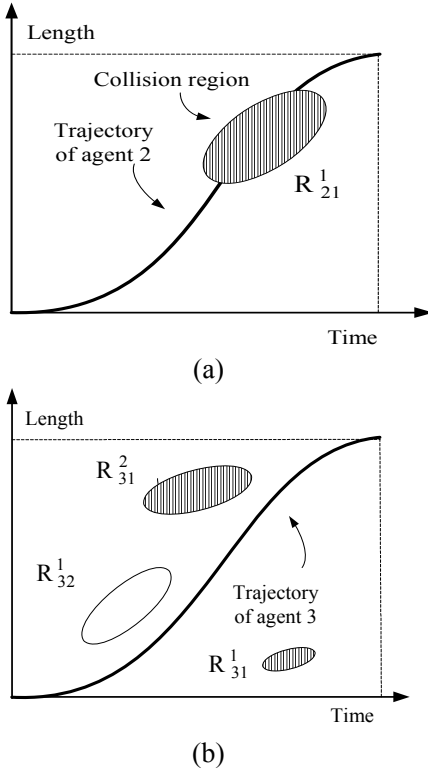 Length
Collision region
Trajectory
of agent 2
R 1 21
Time
(a)
Length
R 2 31
R 1 32
Trajectory
of agent 3
R 1 31
Time
(b)